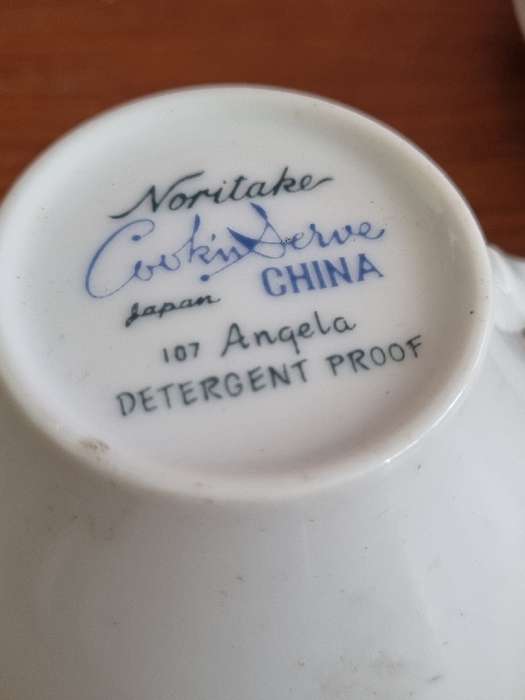 Noritake
Cook'n Serve
Japan CHINA
107 Angela
DETERGENT PROOF